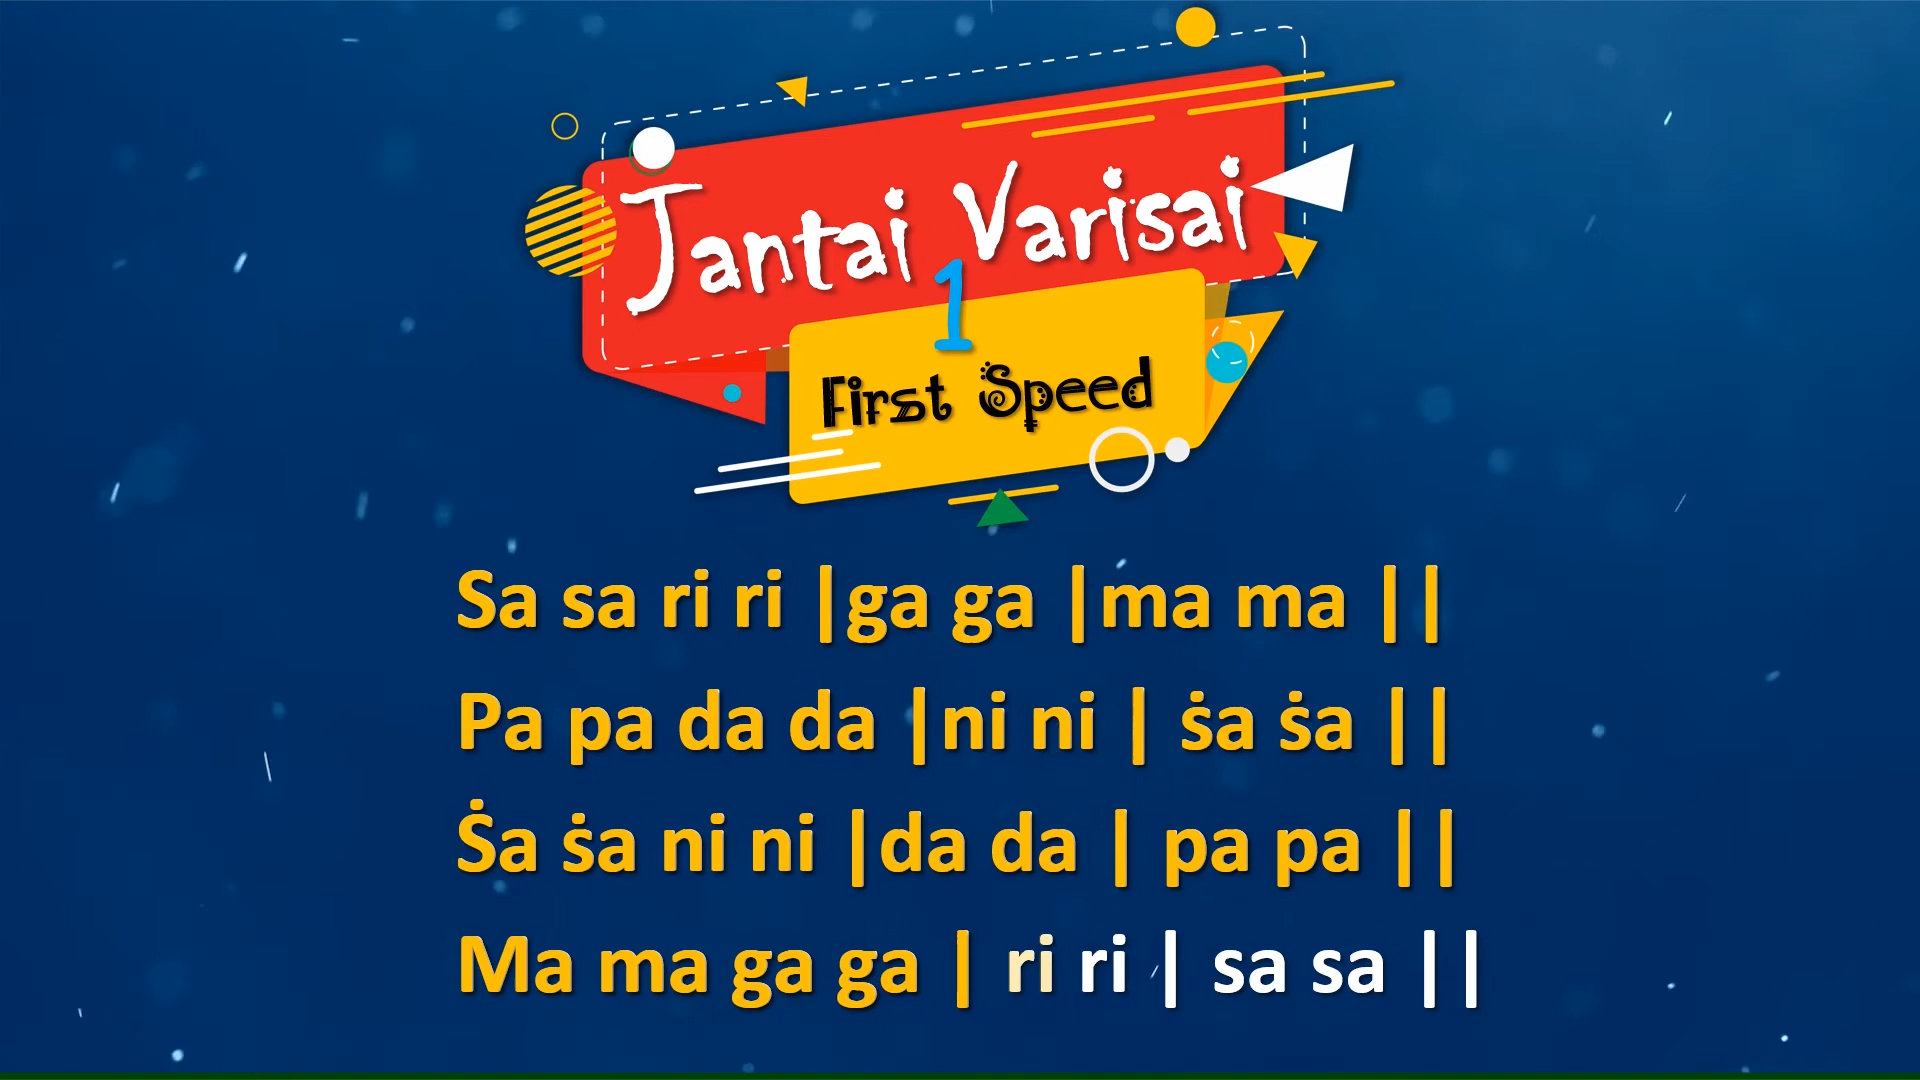 Jantai Varisai
1
First Speed
Sa sa ri ri |ga ga |ma ma ||
Pa pa da da |ni ni | ṡa ṡa ||
Ṡa ṡa ni ni |da da | pa pa ||
Ma ma ga ga | ri ri | sa sa ||